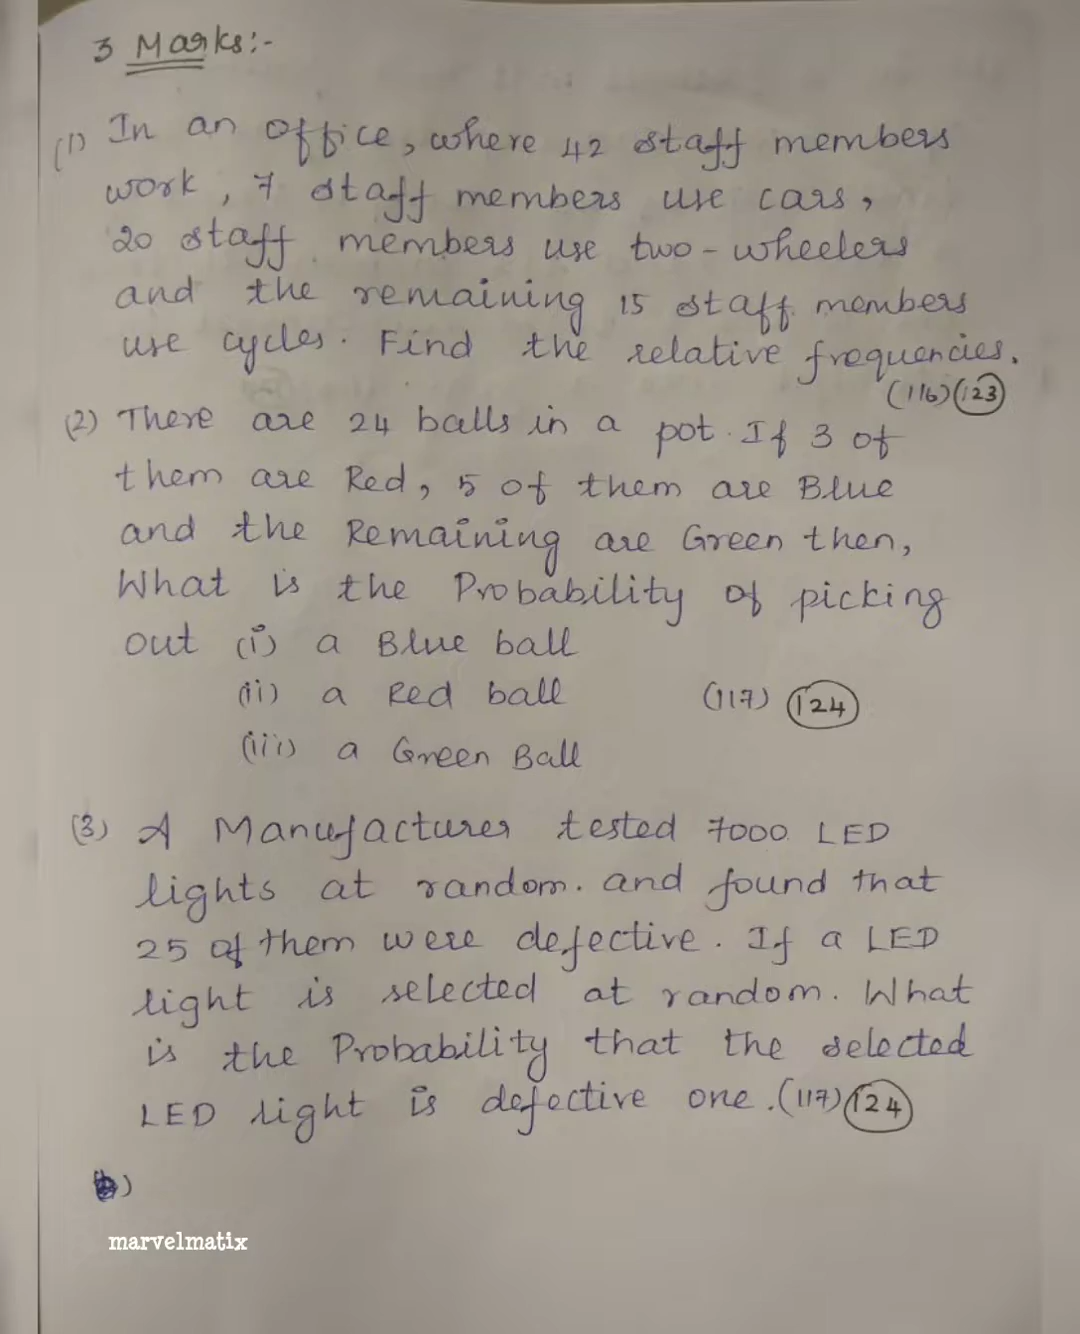 3 Marks:-
(1) In an office, where 42 staff members
work, 7 staff members use cars,
20 staff members use two-wheelers
and the remaining 15 staff members
use cycles. Find the relative frequencies.
(116) (123)
(2) There are 24 balls in a pot. If 3 of
them are Red, 5 of them are Blue
and the Remaining are Green then,
What is the Probability of picking
out (i) a Blue ball
(ii) a Red ball (117) (124)
(iii) a Green Ball
(3) A Manufacturer tested 7000 LED
lights at random. and found that
25 of them were defective. If a LED
light is selected at random. What
is the Probability that the selected
LED light is defective one. (117) (124)
)
marvelmatix